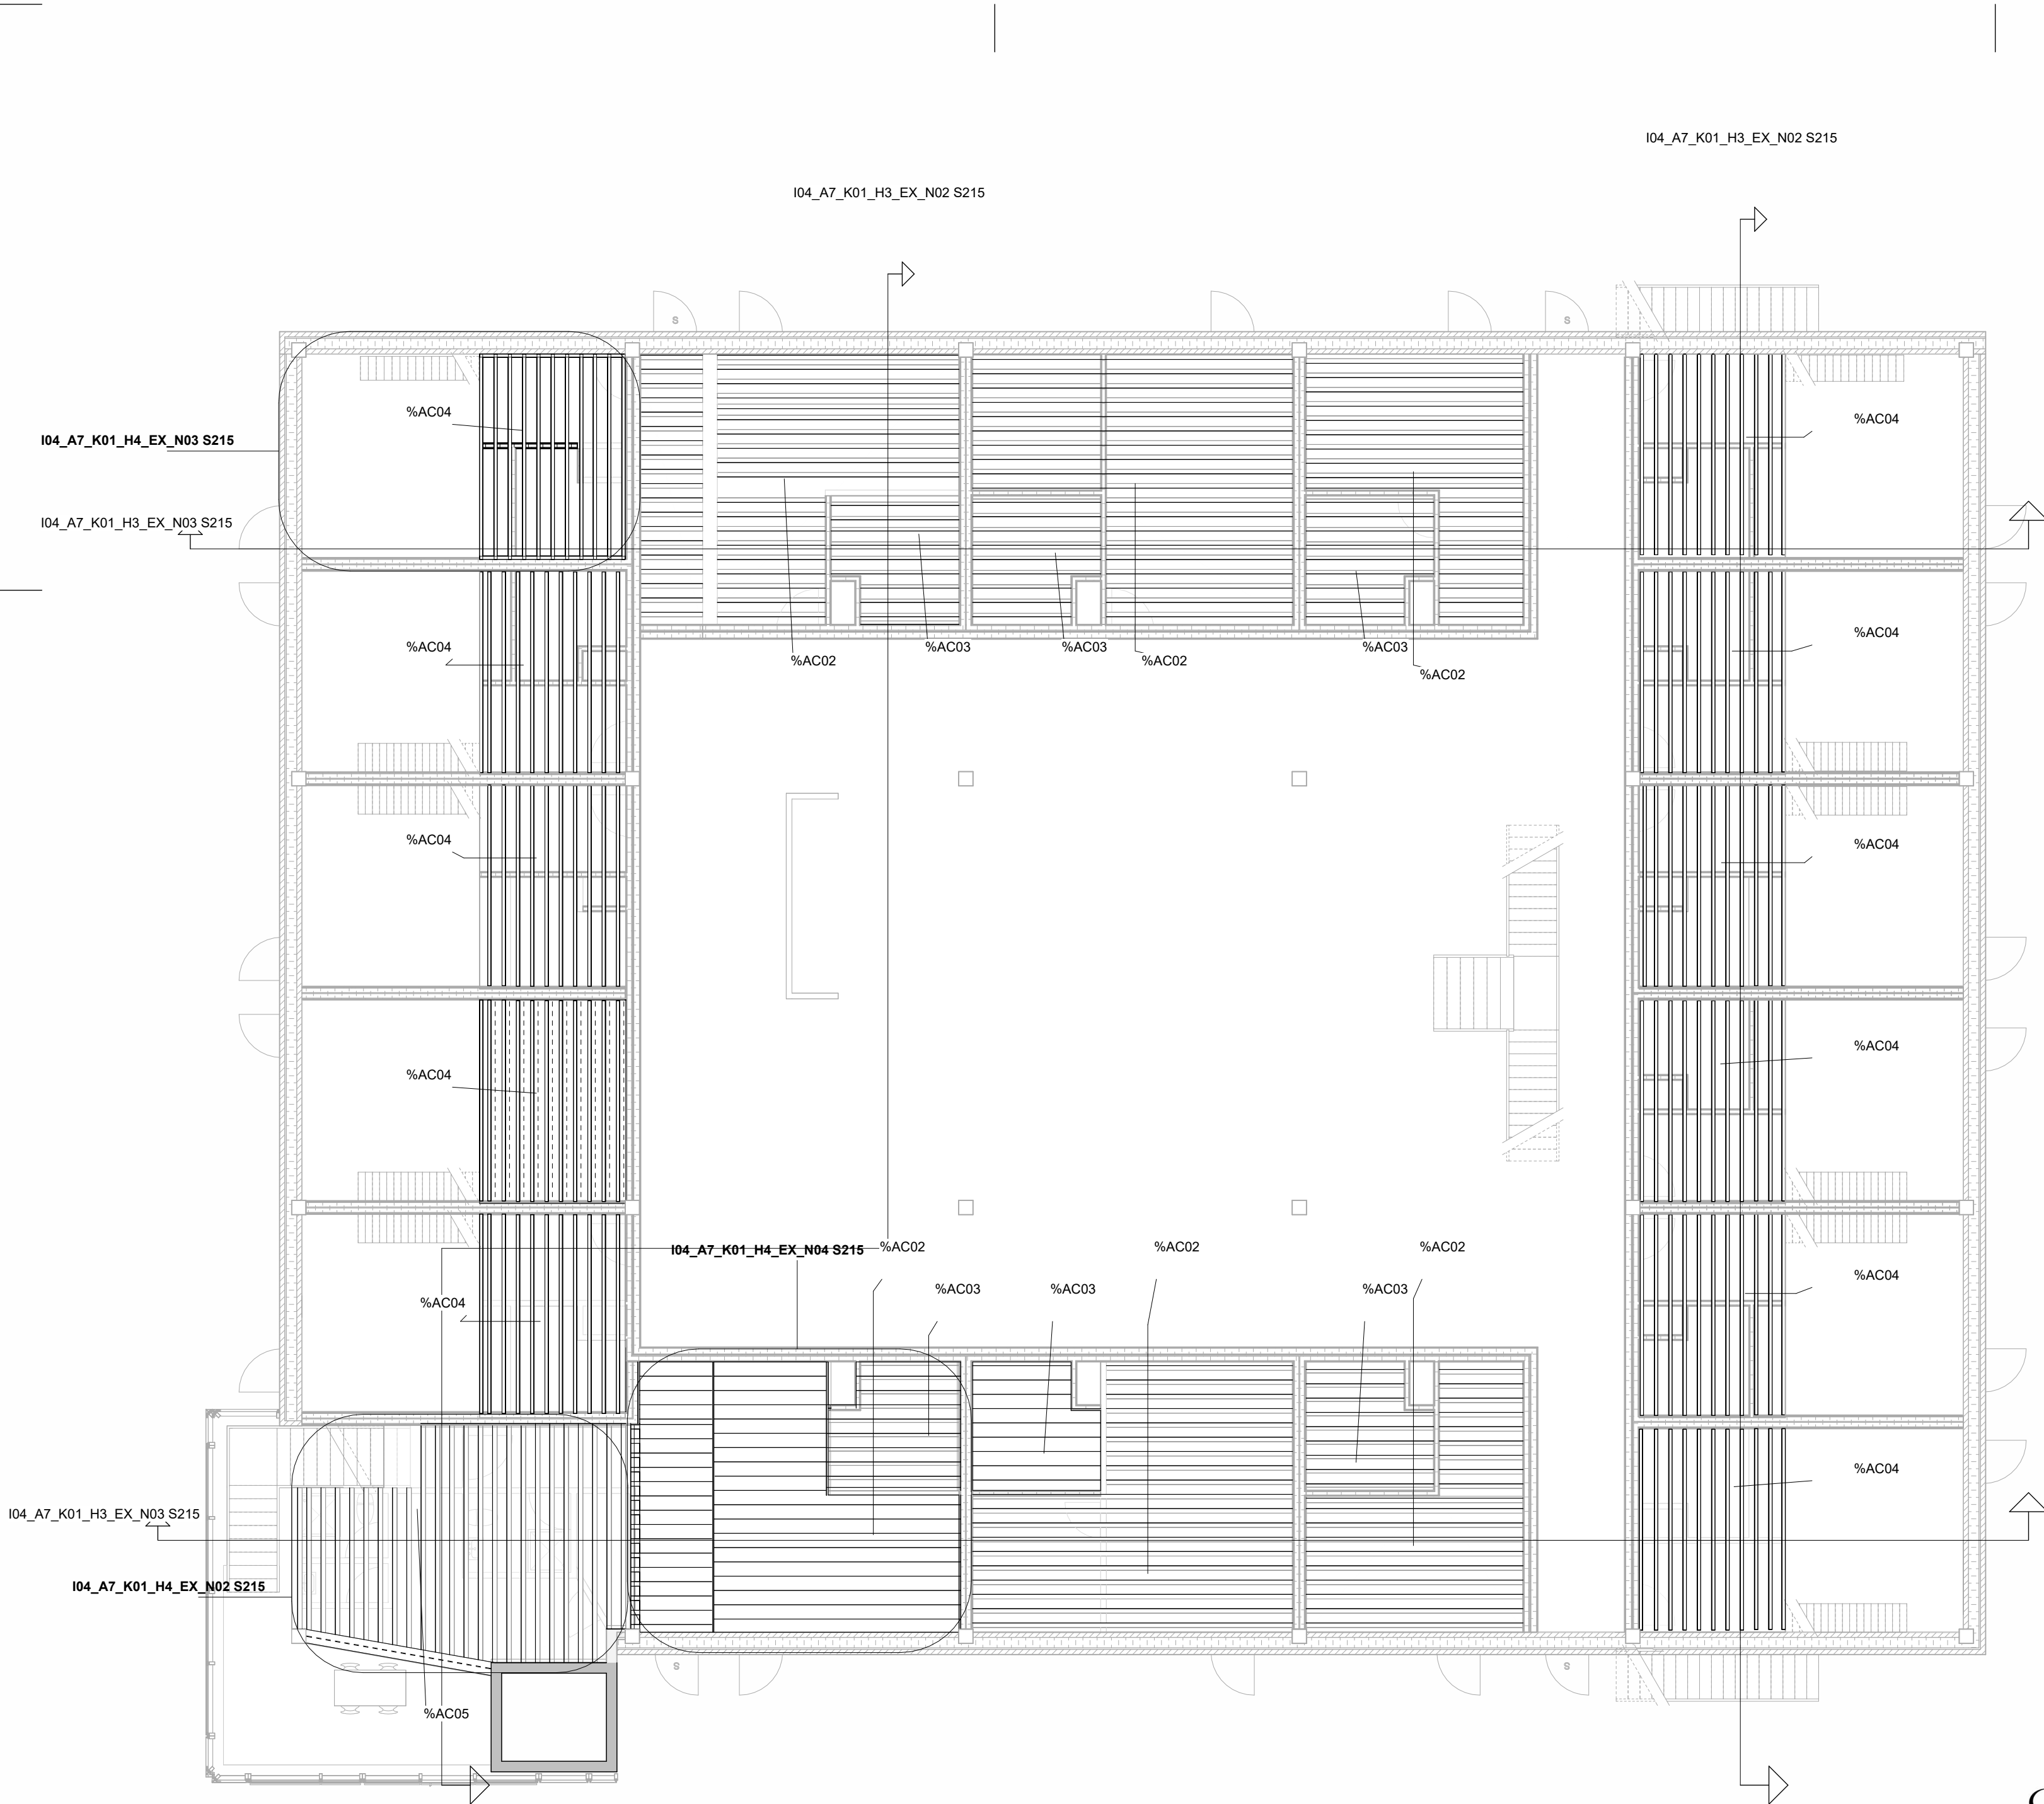 I04_A7_K01_H3_EX_N02 S215
I04_A7_K01_H3_EX_N02 S215
S
S
%AC04
%AC04
I04_A7_K01_H4_EX_N03 S215
I04_A7_K01_H3_EX_N03 S215
%AC04
%AC03
%AC03
%AC03
%AC04
%AC02
%AC02
%AC02
%AC04
%AC04
%AC04
%AC04
I04_A7_K01_H4_EX_N04 S215
%AC02
%AC02
%AC02
%AC03
%AC03
%AC03
%AC04
%AC04
%AC04
I04_A7_K01_H3_EX_N03 S215
I04_A7_K01_H4_EX_N02 S215
S
S
%AC05